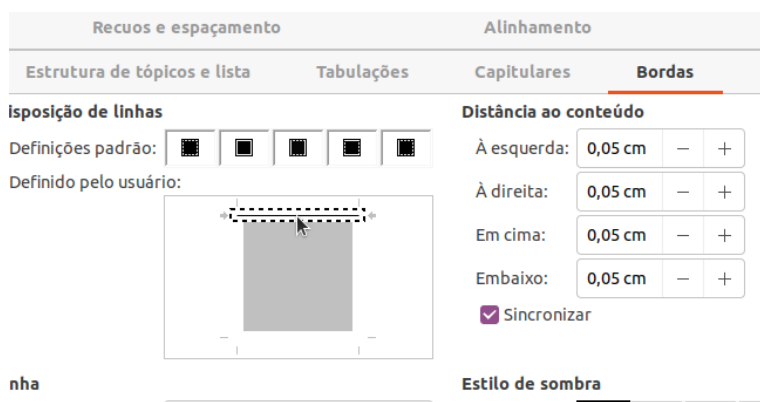 Recuos e espaçamento Alinhamento
Estrutura de tópicos e lista Tabulações Capitulares Bordas
isposição de linhas
Definições padrão:
Definido pelo usuário:
nha
Distância ao conteúdo
À esquerda: 0,05 cm − +
À direita: 0,05 cm − +
Em cima: 0,05 cm − +
Embaixo: 0,05 cm − +
Sincronizar
Estilo de sombra